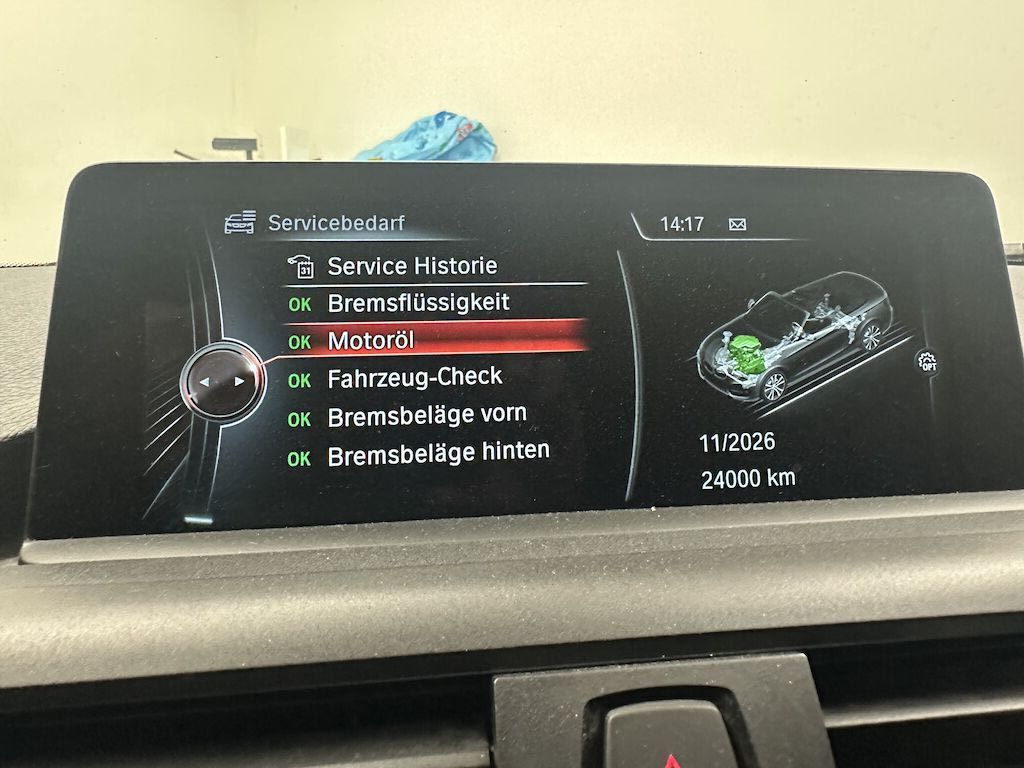 Servicebedarf
14:17
31 Service Historie
OK Bremsflüssigkeit
OK Motoröl
OK Fahrzeug-Check
OK Bremsbeläge vorn
OK Bremsbeläge hinten
OPT
11/2026
24000 km